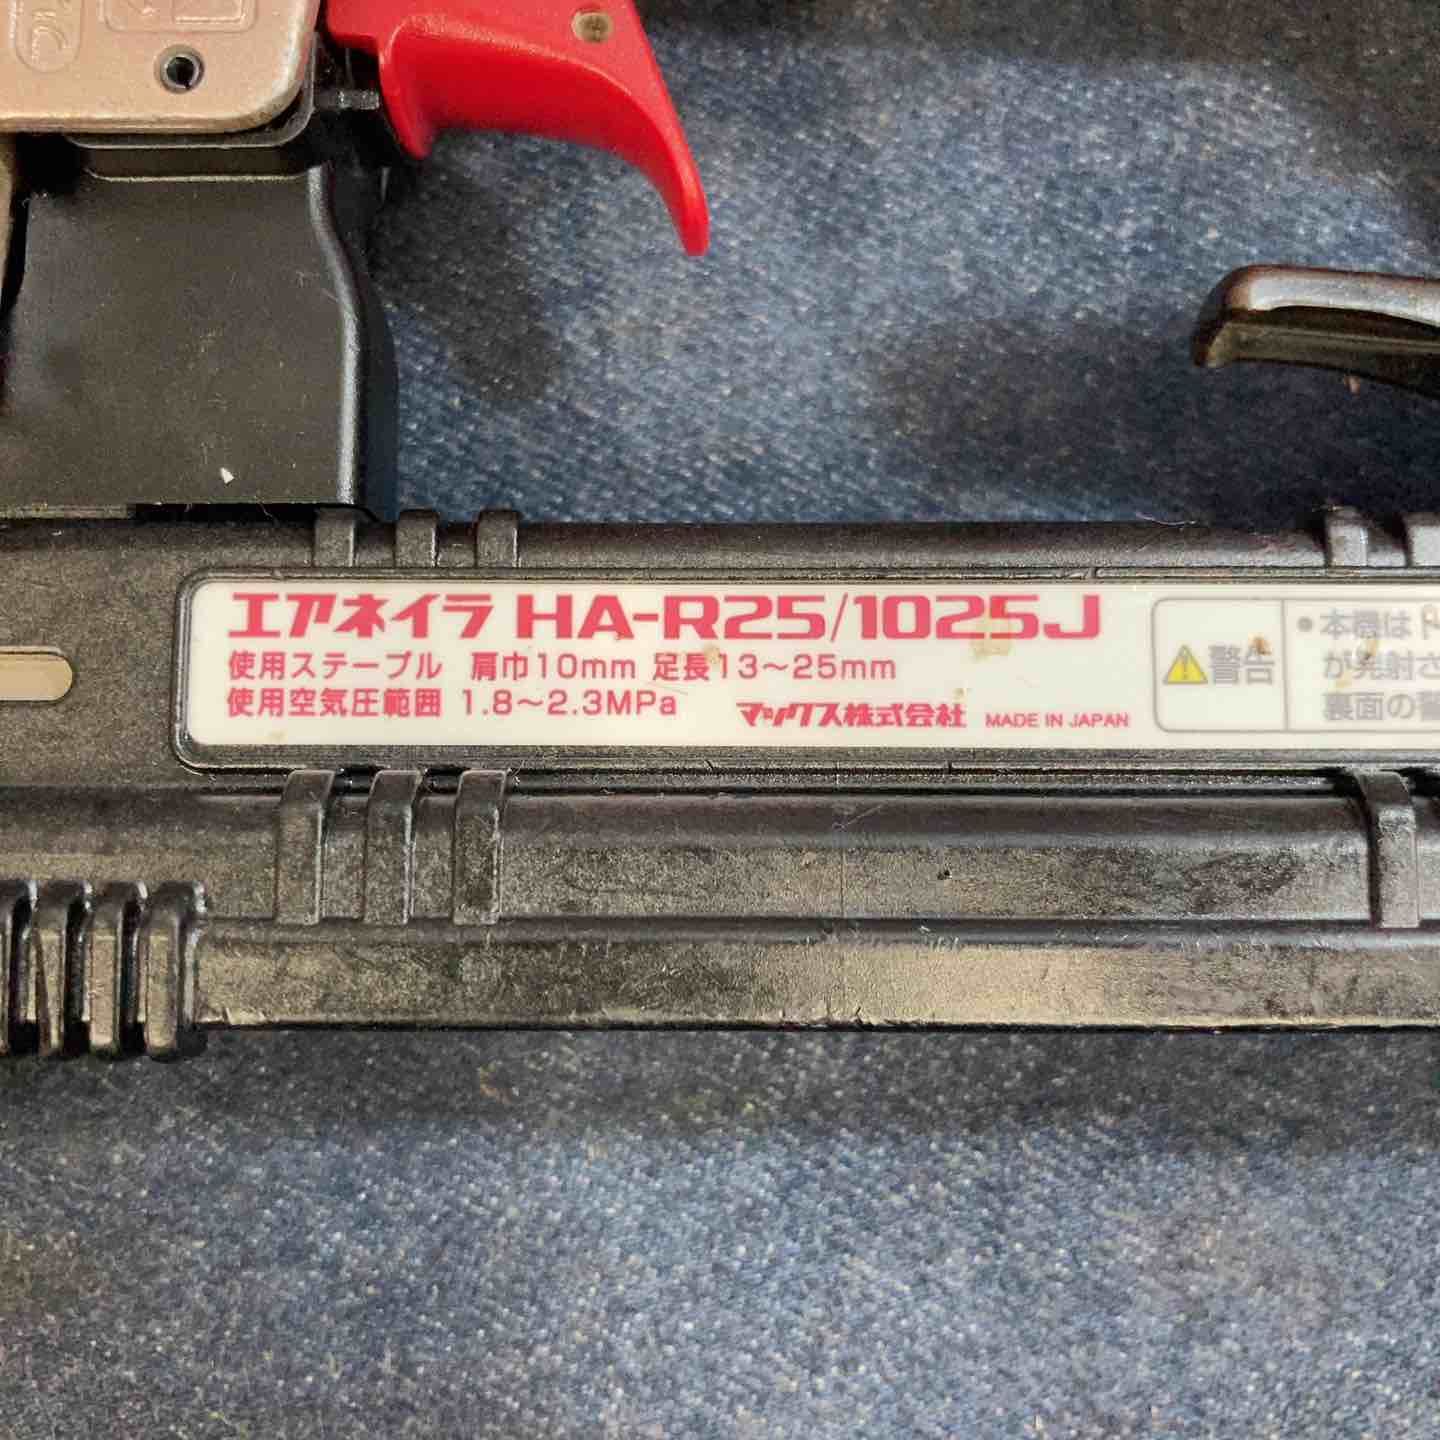 エアネイラ HA-R25/1025J
使用ステープル 肩巾10mm 足長13～25mm
使用空気圧範囲 1.8～2.3MPa
マックス株式会社 MADE IN JAPAN
警告
●本機は
が発射さ
裏面の警